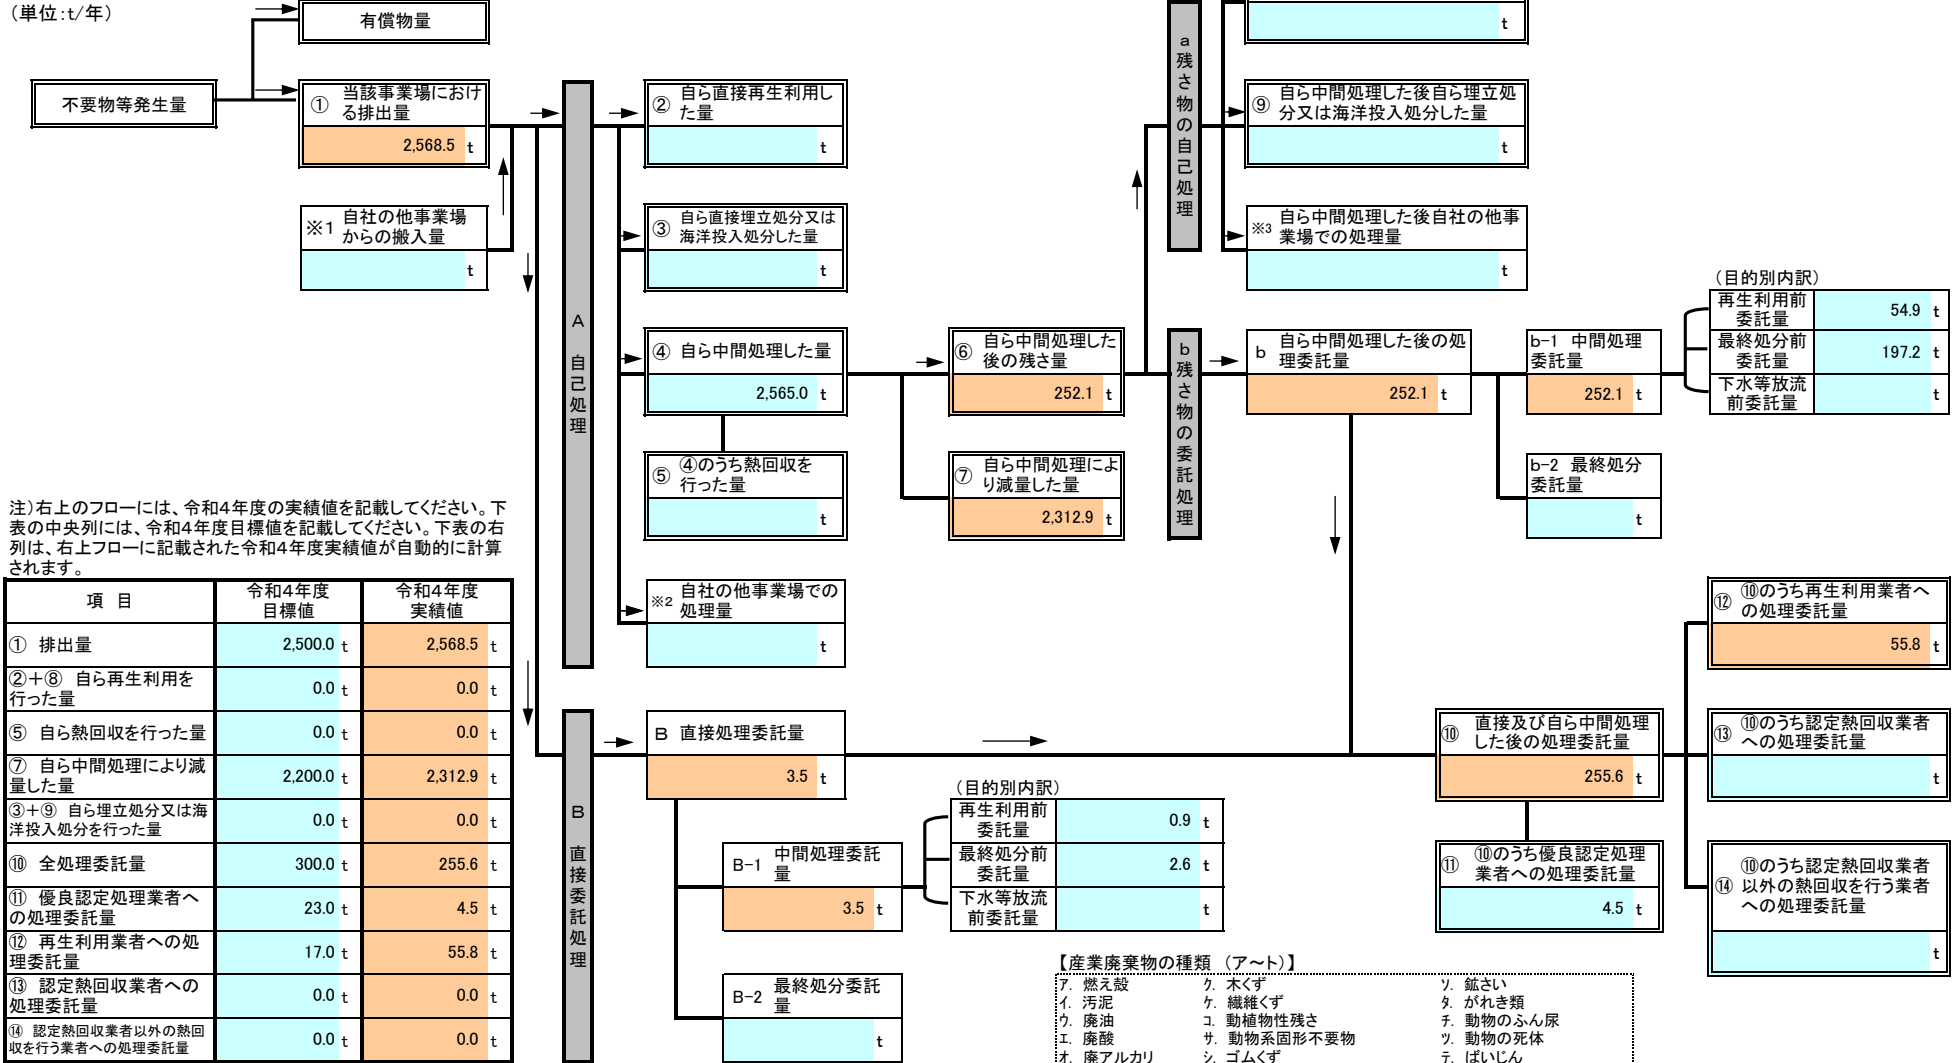 (単位:t/年)
有償物量
不要物等発生量
① 当該事業場におけ
る排出量
2,568.5 t
※1 自社の他事業場
からの搬入量
t
A 自己処理
② 自ら直接再生利用し
た量
t
③ 自ら直接埋立処分又は
海洋投入処分した量
t
④ 自ら中間処理した量
2,565.0 t
⑤ ④のうち熱回収を
行った量
t
※2 自社の他事業場での
処理量
t
⑥ 自ら中間処理した
後の残さ量
252.1 t
⑦ 自ら中間処理によ
り減量した量
2,312.9 t
a 残さ物の自己処理
t
⑨ 自ら中間処理した後自ら埋立処
分又は海洋投入処分した量
t
※3 自ら中間処理した後自社の他事
業場での処理量
t
b 残さ物の委託処理
b 自ら中間処理した後の処
理委託量
252.1 t
b-1 中間処理
委託量
252.1 t
(目的別内訳)
再生利用前
委託量
54.9 t
最終処分前
委託量
197.2 t
下水等放流
前委託量
t
b-2 最終処分
委託量
t
注)右上のフローには、令和4年度の実績値を記載してください。下
表の中央列には、令和4年度目標値を記載してください。下表の右
列は、右上フローに記載された令和4年度実績値が自動的に計算
されます。
項 目 令和4年度 目標値 令和4年度 実績値
① 排出量 2,500.0 t 2,568.5 t
②+⑧ 自ら再生利用を
行った量 0.0 t 0.0 t
⑤ 自ら熱回収を行った量 0.0 t 0.0 t
⑦ 自ら中間処理により減
量した量 2,200.0 t 2,312.9 t
③+⑨ 自ら埋立処分又は海
洋投入処分を行った量 0.0 t 0.0 t
⑩ 全処理委託量 300.0 t 255.6 t
⑪ 優良認定処理業者へ
の処理委託量 23.0 t 4.5 t
⑫ 再生利用業者への処
理委託量 17.0 t 55.8 t
⑬ 認定熱回収業者への
処理委託量 0.0 t 0.0 t
⑭ 認定熱回収業者以外の熱回
収を行う業者への処理委託量 0.0 t 0.0 t
B 直接委託処理
B 直接処理委託量
3.5 t
B-1 中間処理委託
量
3.5 t
(目的別内訳)
再生利用前
委託量
0.9 t
最終処分前
委託量
2.6 t
下水等放流
前委託量
t
B-2 最終処分委託
量
t
⑩ 直接及び自ら中間処理
した後の処理委託量
255.6 t
⑪ ⑩のうち優良認定処理
業者への処理委託量
4.5 t
⑫ ⑩のうち再生利用業者へ
の処理委託量
55.8 t
⑬ ⑩のうち認定熱回収業者
への処理委託量
t
⑭ ⑩のうち認定熱回収業者
以外の熱回収を行う業者
への処理委託量
t
【産業廃棄物の種類 (ア~ト)】
ア. 燃え殻 ク. 木くず ソ. 鉱さい
イ. 汚泥 ケ. 繊維くず タ. がれき類
ウ. 廃油 コ. 動植物性残さ チ. 動物のふん尿
エ. 廃酸 サ. 動物系固形不要物 ツ. 動物の死体
オ. 廃アルカリ シ. ゴムくず テ. ばいじん